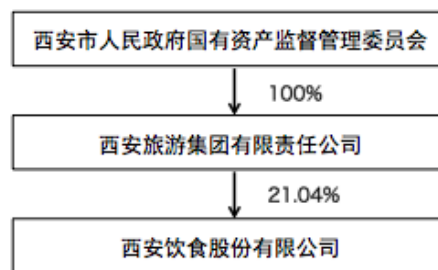 西安市人民政府国有资产监督管理委员会
100%
西安旅游集团有限责任公司
21.04%
西安饮食股份有限公司